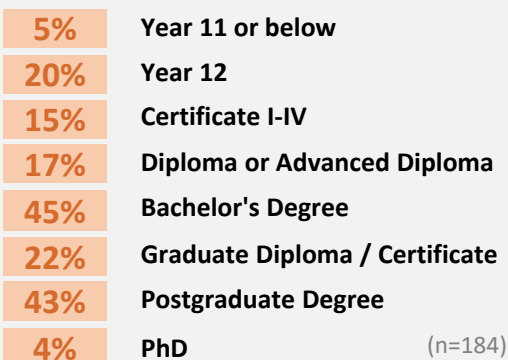 5% Year 11 or below
20% Year 12
15% Certificate I-IV
17% Diploma or Advanced Diploma
45% Bachelor's Degree
22% Graduate Diploma / Certificate
43% Postgraduate Degree
4% PhD (n=184)